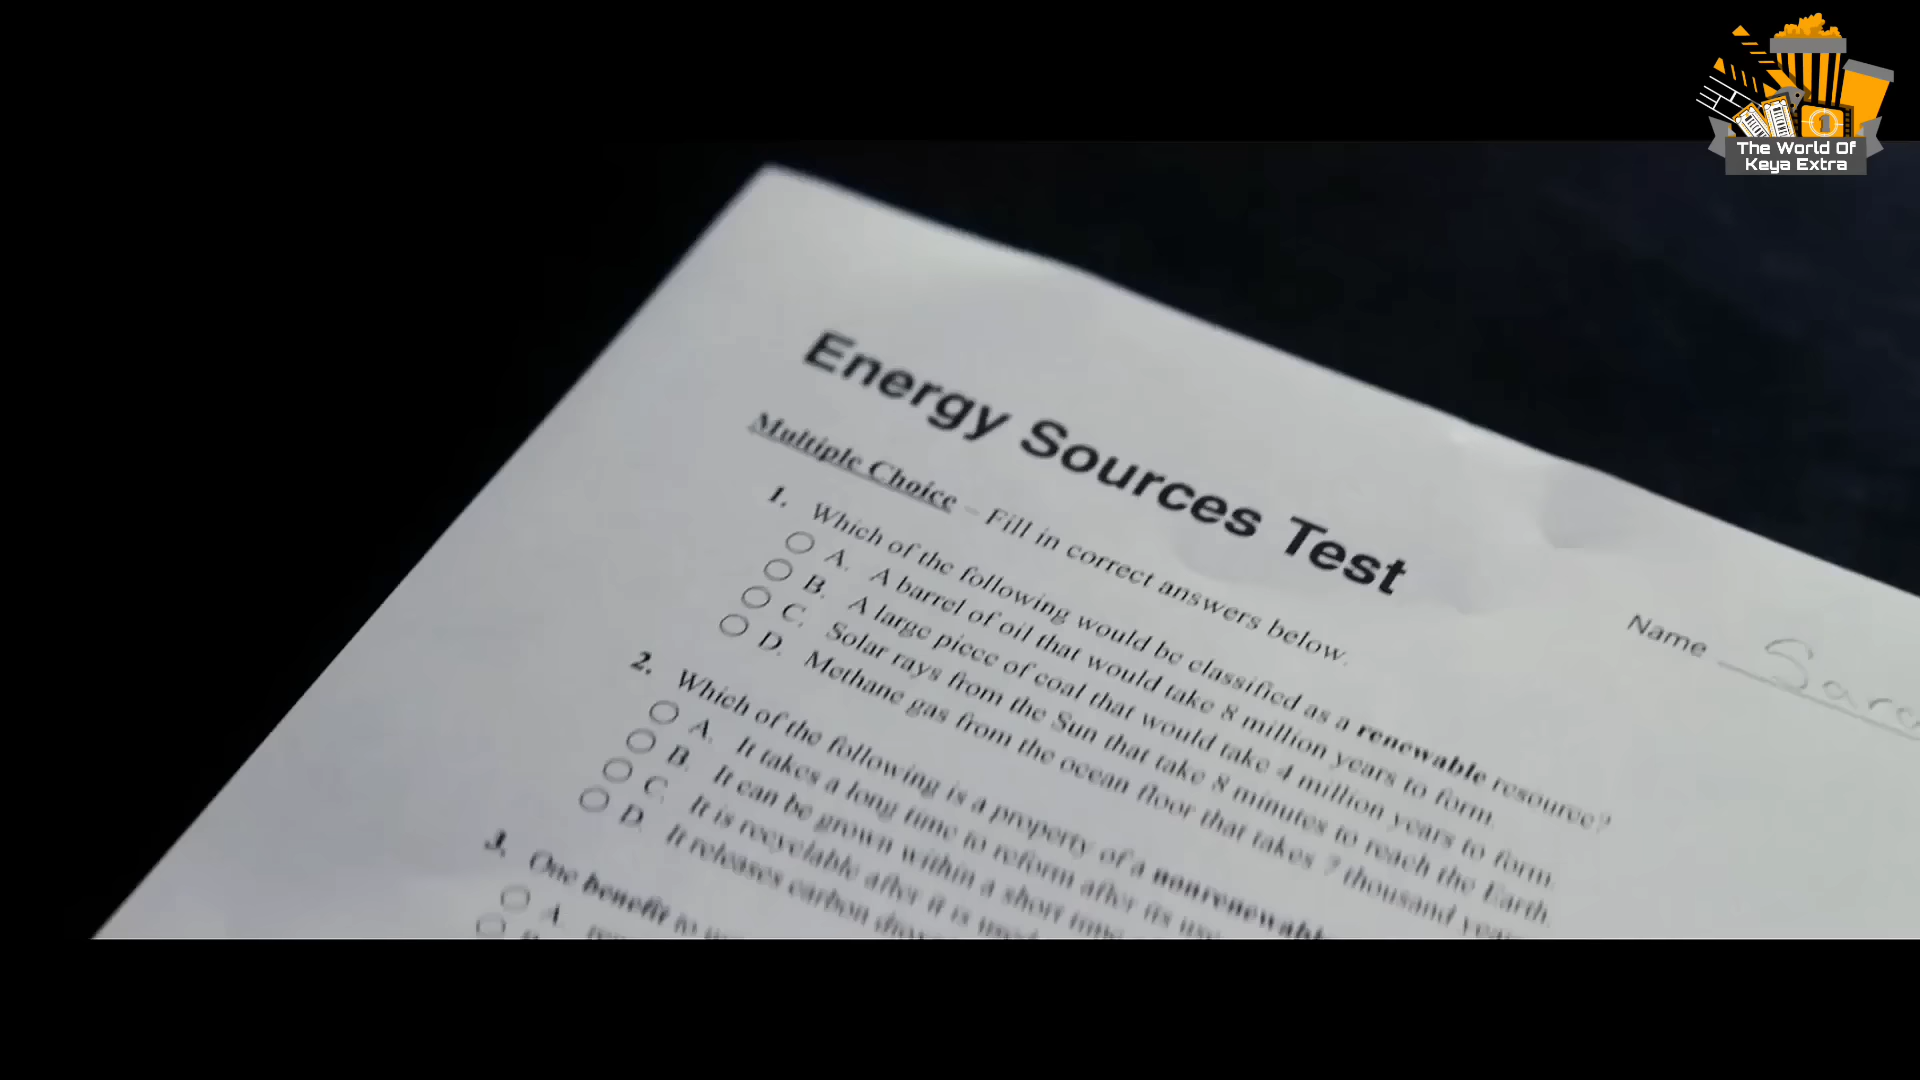 The World Of
Keya Extra
Energy Sources Test
Name
Multiple Choice – Fill in correct answers below.
1. Which of the following would be classified as a renewable resource?
A. A barrel of oil that would take 8 million years to form.
B. A large piece of coal that would take 4 million years to form.
C. Solar rays from the Sun that take 8 minutes to reach the Earth.
D. Methane gas from the ocean floor that takes 7 thousand
2. Which of the following is a property of a
A. It takes a long time to reform after its
B. It can be grown within a short time
C. It is recyclable after it is used
D. It releases carbon
3. One benefit to
A.